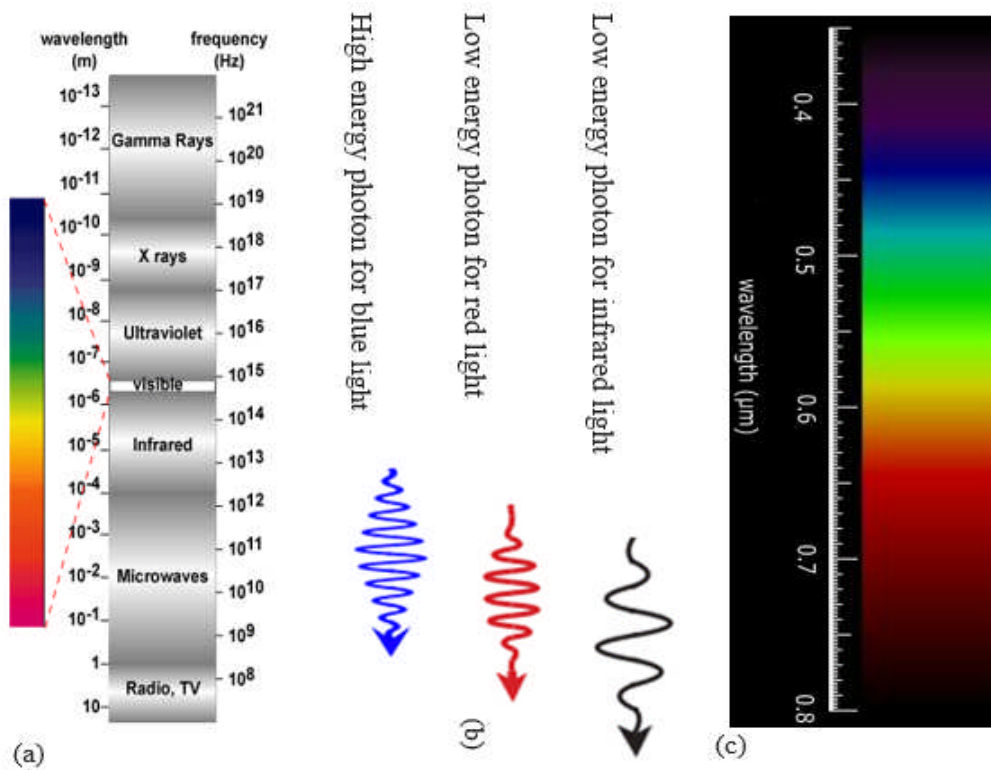 wavelength
(m)
frequency
(Hz)
10⁻¹³
10⁻¹²
10⁻¹¹
10⁻¹⁰
10⁻⁹
10⁻⁸
10⁻⁷
10⁻⁶
10⁻⁵
10⁻⁴
10⁻³
10⁻²
10⁻¹
1
10
Gamma Rays
X rays
Ultraviolet
visible
Infrared
Microwaves
Radio, TV
10²¹
10²⁰
10¹⁹
10¹⁸
10¹⁷
10¹⁶
10¹⁵
10¹⁴
10¹³
10¹²
10¹¹
10¹⁰
10⁹
10⁸
(a)
High energy photon for blue light
Low energy photon for red light
Low energy photon for infrared light
(b)
wavelength (μm)
0.4
0.5
0.6
0.7
0.8
(c)